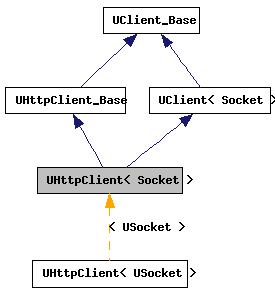 UClient_Base
UHttpClient_Base
UClient< Socket >
UHttpClient< Socket >
< USocket >
UHttpClient< USocket >